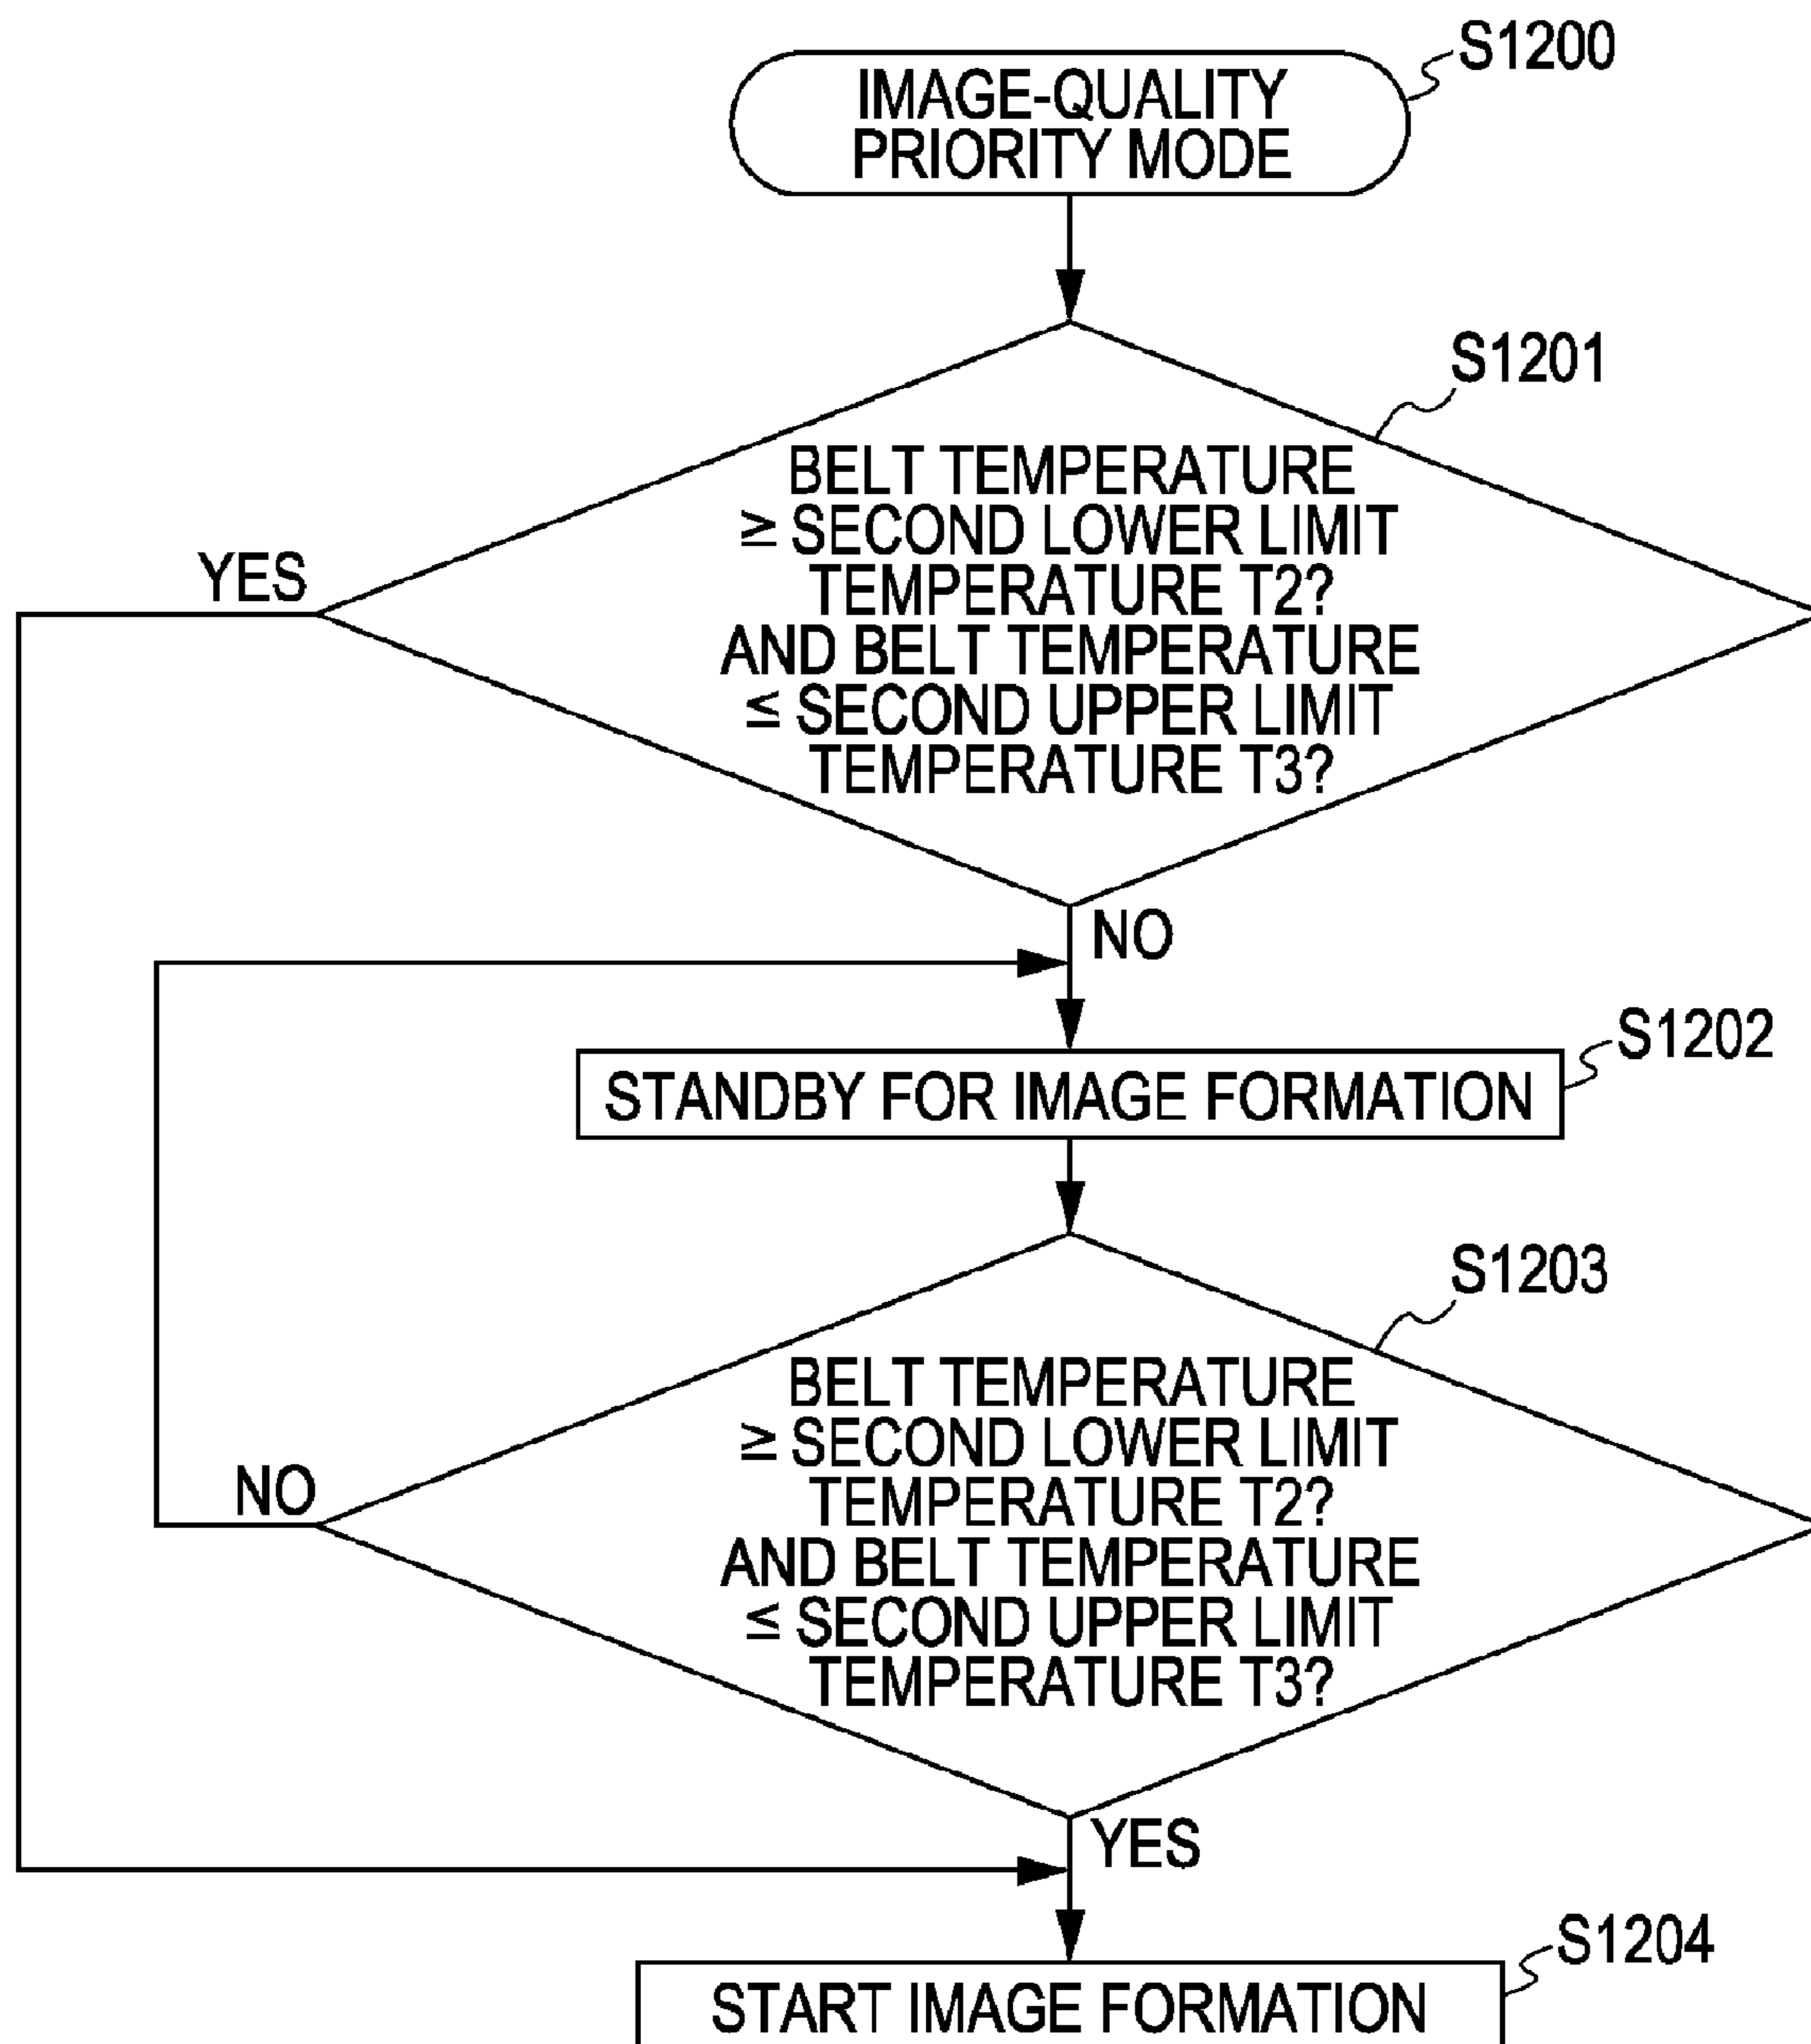 S1200
IMAGE-QUALITY
PRIORITY MODE
S1201
BELT TEMPERATURE
≥ SECOND LOWER LIMIT
TEMPERATURE T2?
AND BELT TEMPERATURE
≤ SECOND UPPER LIMIT
TEMPERATURE T3?
YES
NO
S1202
STANDBY FOR IMAGE FORMATION
S1203
BELT TEMPERATURE
≥ SECOND LOWER LIMIT
TEMPERATURE T2?
AND BELT TEMPERATURE
≤ SECOND UPPER LIMIT
TEMPERATURE T3?
NO
YES
S1204
START IMAGE FORMATION